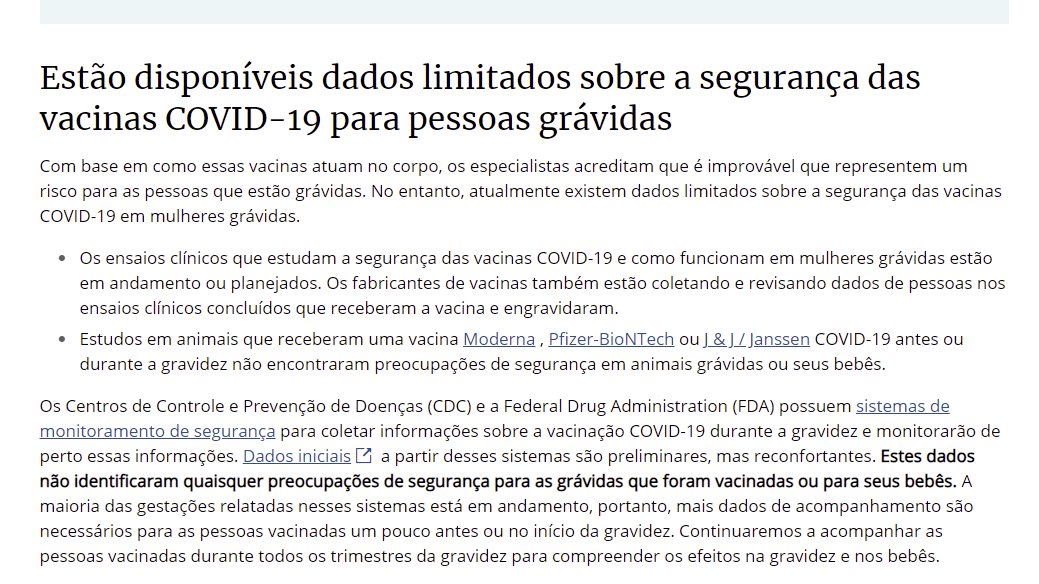 Estão disponíveis dados limitados sobre a segurança das
vacinas COVID-19 para pessoas grávidas
Com base em como essas vacinas atuam no corpo, os especialistas acreditam que é improvável que representem um
risco para as pessoas que estão grávidas. No entanto, atualmente existem dados limitados sobre a segurança das vacinas
COVID-19 em mulheres grávidas.
• Os ensaios clínicos que estudam a segurança das vacinas COVID-19 e como funcionam em mulheres grávidas estão
em andamento ou planejados. Os fabricantes de vacinas também estão coletando e revisando dados de pessoas nos
ensaios clínicos concluídos que receberam a vacina e engravidaram.
• Estudos em animais que receberam uma vacina Moderna , Pfizer-BioNTech ou J & J / Janssen COVID-19 antes ou
durante a gravidez não encontraram preocupações de segurança em animais grávidas ou seus bebês.
Os Centros de Controle e Prevenção de Doenças (CDC) e a Federal Drug Administration (FDA) possuem sistemas de
monitoramento de segurança para coletar informações sobre a vacinação COVID-19 durante a gravidez e monitorarão de
perto essas informações. Dados iniciais a partir desses sistemas são preliminares, mas reconfortantes. Estes dados
não identificaram quaisquer preocupações de segurança para as grávidas que foram vacinadas ou para seus bebês. A
maioria das gestações relatadas nesses sistemas está em andamento, portanto, mais dados de acompanhamento são
necessários para as pessoas vacinadas um pouco antes ou no início da gravidez. Continuaremos a acompanhar as
pessoas vacinadas durante todos os trimestres da gravidez para compreender os efeitos na gravidez e nos bebês.